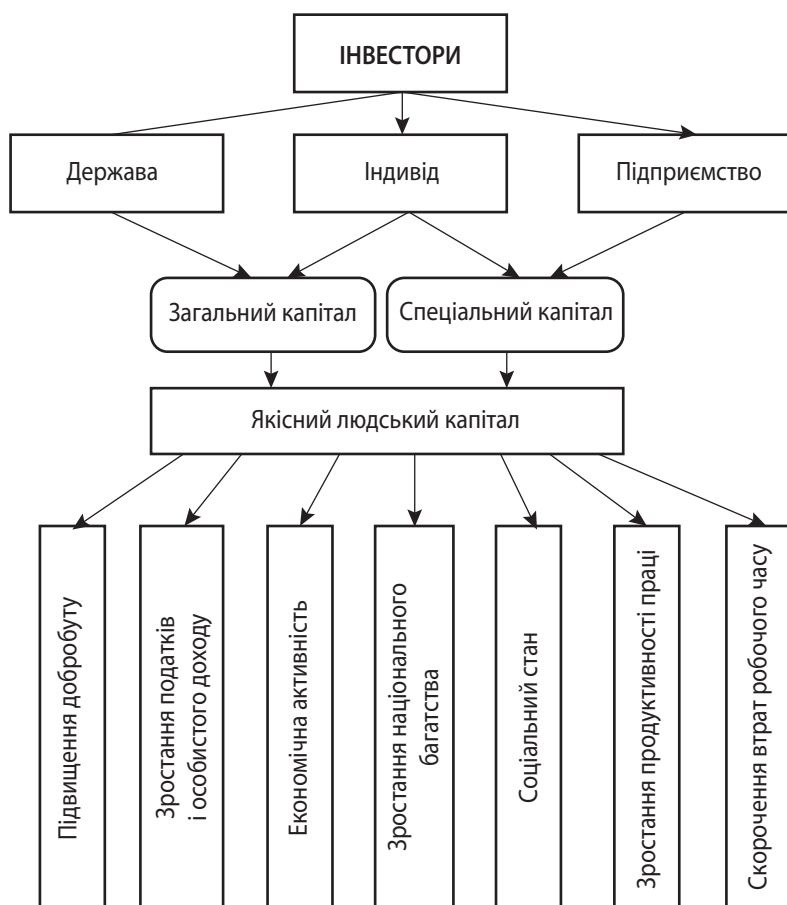 ІНВЕСТОРИ
Держава
Індивід
Підприємство
Загальний капітал
Спеціальний капітал
Якісний людський капітал
Підвищення добробуту
Зростання податків
і особистого доходу
Економічна активність
Зростання національного
багатства
Соціальний стан
Зростання продуктивності праці
Скорочення втрат робочого часу